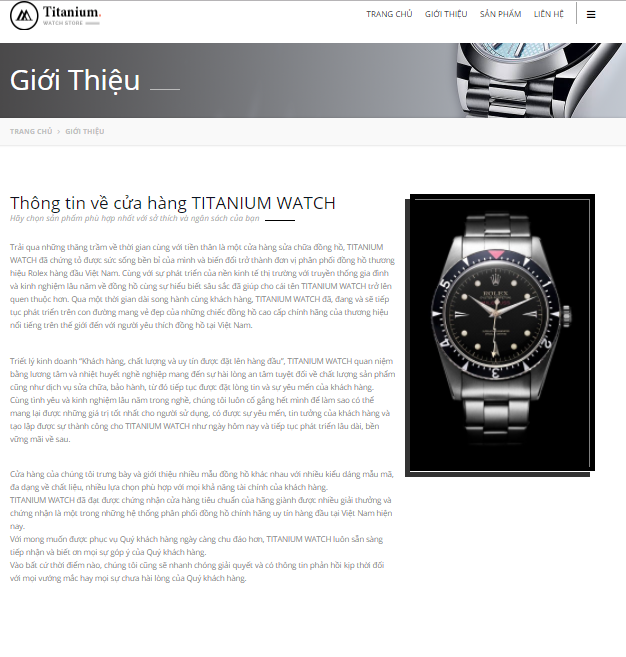 Titanium.
WATCH STORE
TRANG CHỦ GIỚI THIỆU SẢN PHẨM LIÊN HỆ
Giới Thiệu
TRANG CHỦ > GIỚI THIỆU
Thông tin về cửa hàng TITANIUM WATCH
Hãy chọn sản phẩm phù hợp nhất với sở thích và ngân sách của bạn
Trải qua những thăng trầm về thời gian cùng với tiền thân là một cửa hàng sửa chữa đồng hồ, TITANIUM
WATCH đã chứng tỏ được sức sống bền bỉ của mình và biến đổi trở thành đơn vị phân phối đồng hồ thương
hiệu Rolex hàng đầu Việt Nam. Cùng với sự phát triển của nền kinh tế thị trường với truyền thống gia đình
và kinh nghiệm lâu năm về đồng hồ cùng sự hiểu biết sâu sắc đã giúp cho cái tên TITANIUM WATCH trở lên
quen thuộc hơn. Qua một thời gian dài song hành cùng khách hàng, TITANIUM WATCH đã, đang và sẽ tiếp
tục phát triển trên con đường mang vẻ đẹp của những chiếc đồng hồ cao cấp chính hãng của thương hiệu
nổi tiếng trên thế giới đến với người yêu thích đồng hồ tại Việt Nam.
Triết lý kinh doanh “Khách hàng, chất lượng và uy tín được đặt lên hàng đầu”, TITANIUM WATCH quan niệm
bằng lương tâm và nhiệt huyết nghề nghiệp mang đến sự hài lòng an tâm tuyệt đối về chất lượng sản phẩm
cũng như dịch vụ sửa chữa, bảo hành, từ đó tiếp tục được đặt lòng tin và sự yêu mến của khách hàng.
Cùng tình yêu và kinh nghiệm lâu năm trong nghề, chúng tôi luôn cố gắng hết mình để làm sao có thể
mang lại được những giá trị tốt nhất cho người sử dụng, có được sự yêu mến, tin tưởng của khách hàng và
tạo lập được sự thành công cho TITANIUM WATCH như ngày hôm nay và tiếp tục phát triển lâu dài, bền
vững mãi về sau.
Cửa hàng của chúng tôi trưng bày và giới thiệu nhiều mẫu đồng hồ khác nhau với nhiều kiểu dáng mẫu mã,
đa dạng về chất liệu, nhiều lựa chọn phù hợp với mọi khả năng tài chính của khách hàng.
TITANIUM WATCH đã đạt được chứng nhận cửa hàng tiêu chuẩn của hãng giành được nhiều giải thưởng và
chứng nhận là một trong những hệ thống phân phối đồng hồ chính hãng uy tín hàng đầu tại Việt Nam hiện
nay.
Với mong muốn được phục vụ Quý khách hàng ngày càng chu đáo hơn, TITANIUM WATCH luôn sẵn sàng
tiếp nhận và biết ơn mọi sự góp ý của Quý khách hàng.
Vào bất cứ thời điểm nào, chúng tôi cũng sẽ nhanh chóng giải quyết và có thông tin phản hồi kịp thời đối
với mọi vướng mắc hay mọi sự chưa hài lòng của Quý khách hàng.
ROLEX